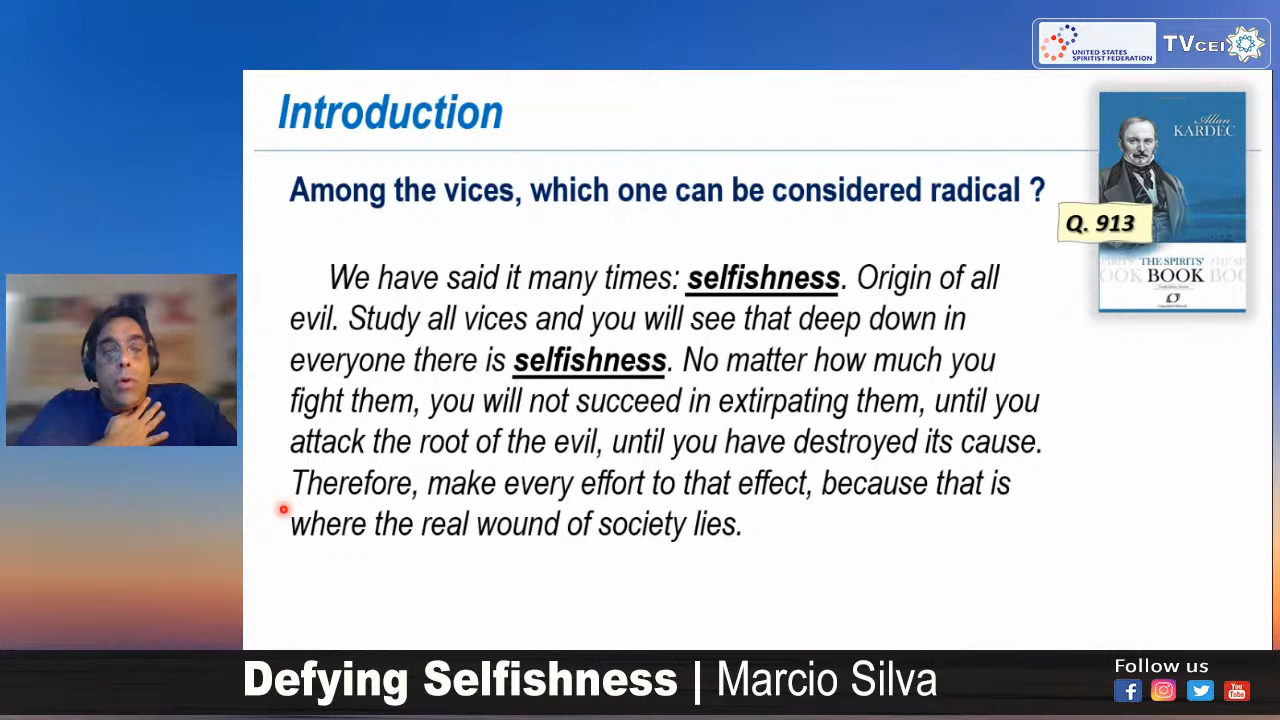 UNITED STATES
SPIRITIST FEDERATION
TVCEI
Introduction
Allan
KARDEC
Among the vices, which one can be considered radical ?
Q. 913
THE SPIRITS'
BOOK
We have said it many times: selfishness. Origin of all
evil. Study all vices and you will see that deep down in
everyone there is selfishness. No matter how much you
fight them, you will not succeed in extirpating them, until you
attack the root of the evil, until you have destroyed its cause.
Therefore, make every effort to that effect, because that is
where the real wound of society lies.
Defying Selfishness | Marcio Silva
Follow us
You
Tube